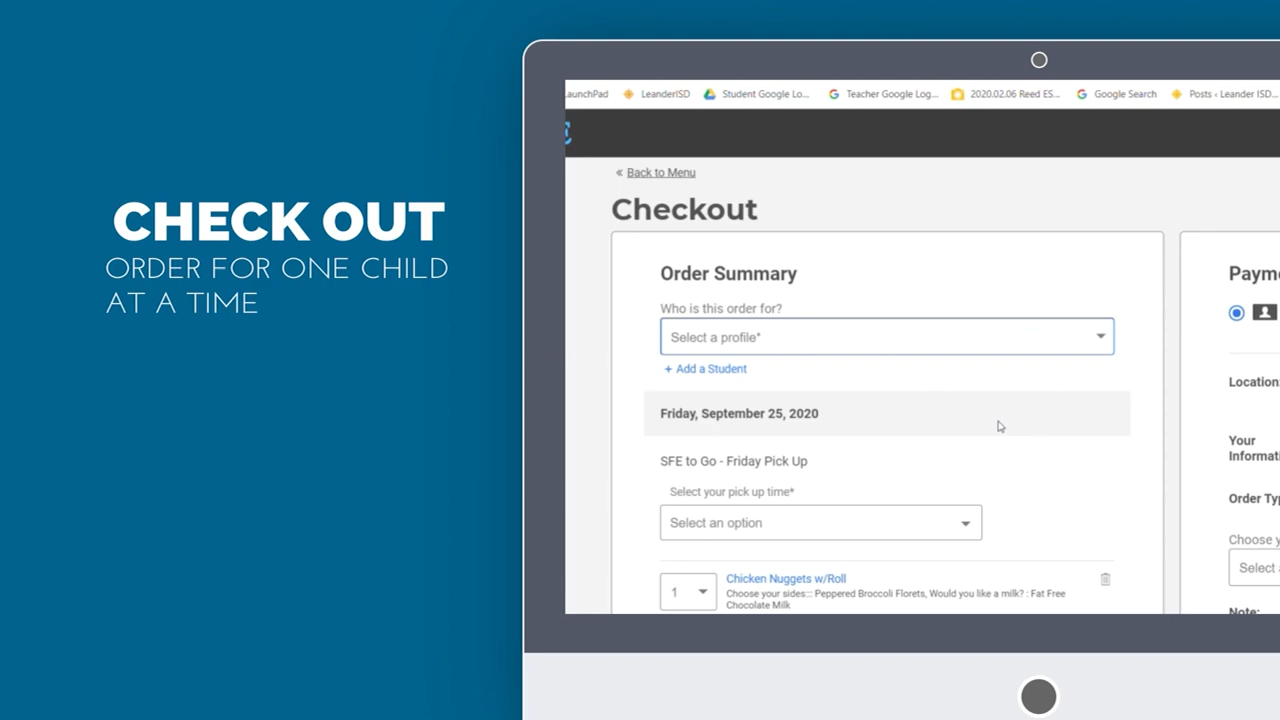 CHECK OUT
ORDER FOR ONE CHILD
AT A TIME
LeanderISD
Student Google Lo...
Teacher Google Log...
2020.02.06 Reed ES...
Google Search
Posts ‹ Leander ISD...
« Back to Menu
Checkout
Order Summary
Who is this order for?
Select a profile*
+ Add a Student
Friday, September 25, 2020
SFE to Go - Friday Pick Up
Select your pick up time*
Select an option
1
Chicken Nuggets w/Roll
Choose your sides::: Peppered Broccoli Florets, Would you like a milk? : Fat Free
Chocolate Milk
Location:
Your
Order Ty
Choose y
Select
Note: